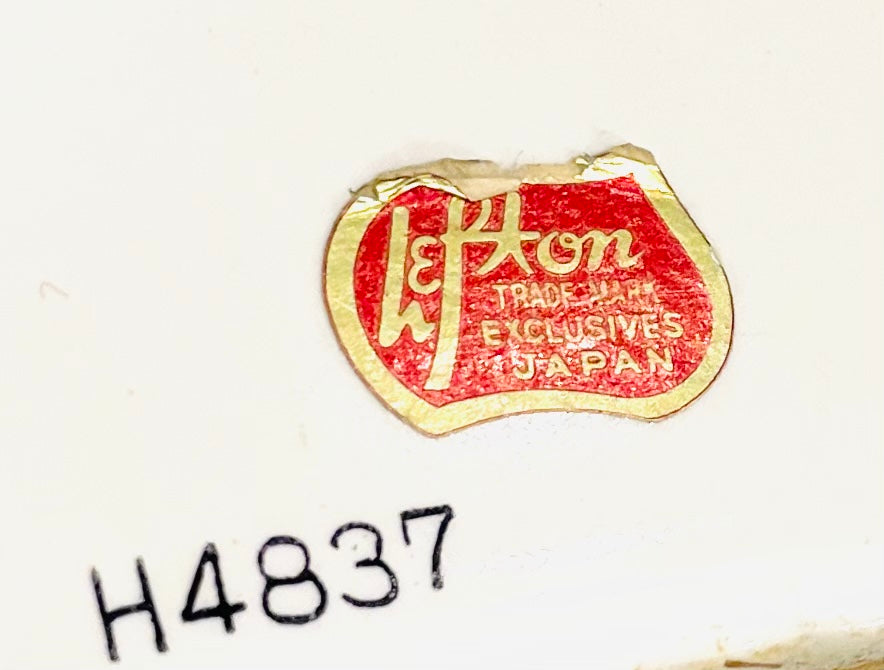 Lefton
TRADE MARK
EXCLUSIVES
JAPAN
H4837